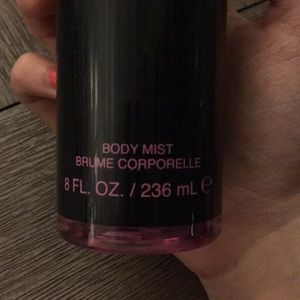 BODY MIST
BRUME CORPORELLE
8 FL. OZ. / 236 mL ℮